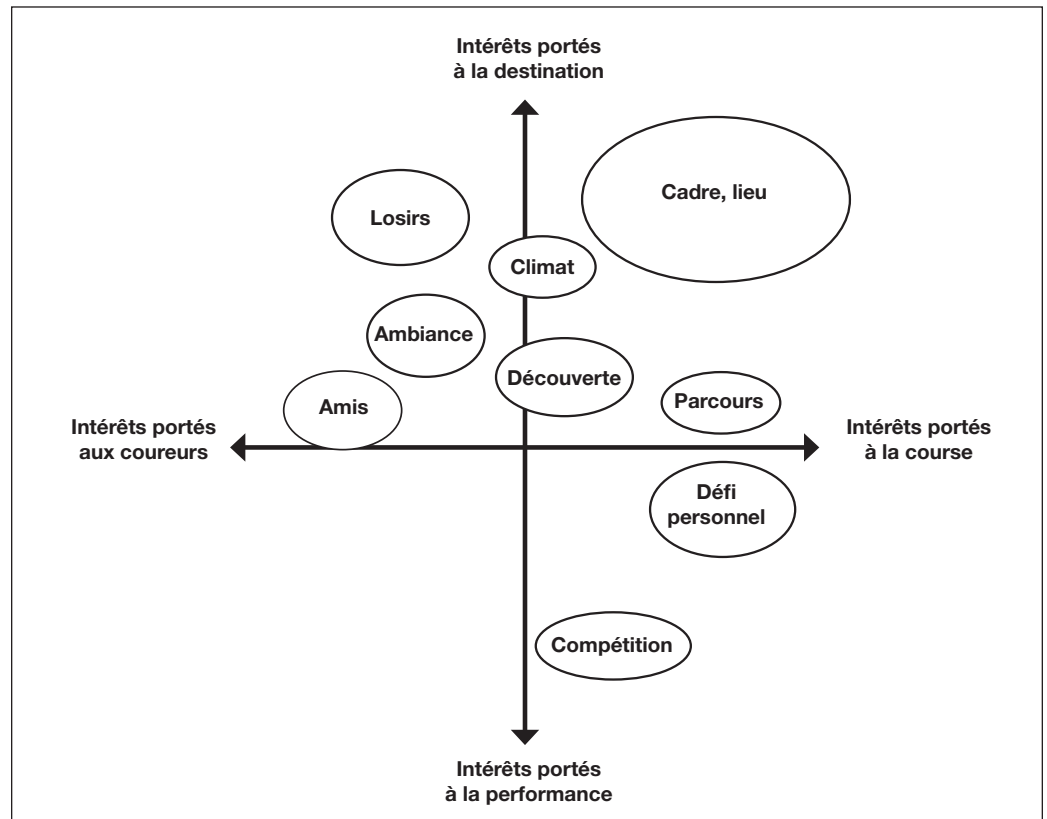 Intérêts portés
à la destination
Cadre, lieu
Losirs
Climat
Ambiance
Découverte
Parcours
Amis
Intérêts portés
aux coureurs
Intérêts portés
à la course
Défi
personnel
Compétition
Intérêts portés
à la performance